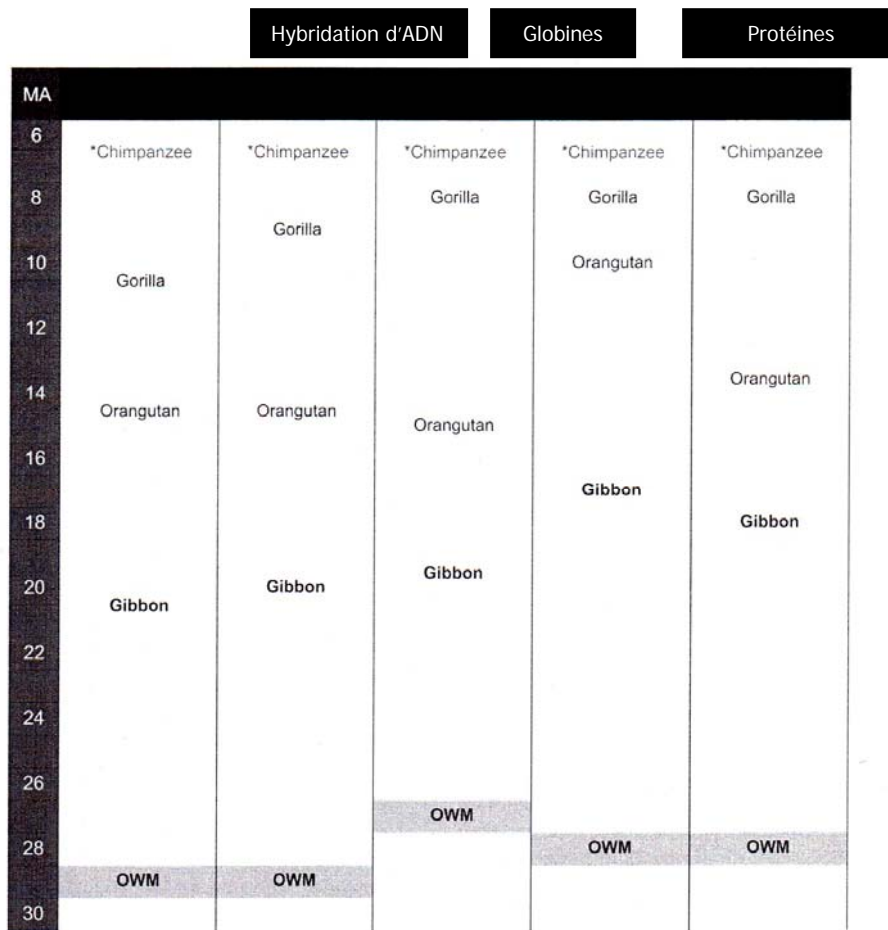 Hybridation d'ADN Globines Protéines
MA
6
*Chimpanzee *Chimpanzee *Chimpanzee *Chimpanzee *Chimpanzee
8 Gorilla Gorilla Gorilla
Gorilla
10 Orangutan
Gorilla
12
Orangutan
14
Orangutan Orangutan
Orangutan
16
Gibbon
18 Gibbon
Gibbon
20 Gibbon
Gibbon
22
24
26
OWM
28 OWM OWM
OWM OWM
30